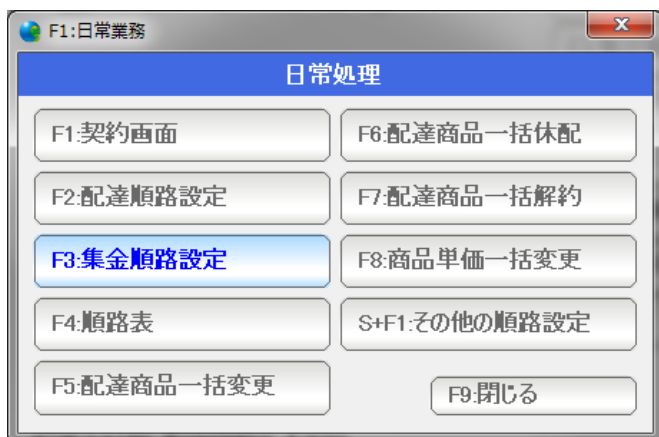 F1:日常業務
日常処理
F1:契約画面
F2:配達順路設定
F3:集金順路設定
F4:順路表
F5:配達商品一括変更
F6:配達商品一括休配
F7:配達商品一括解約
F8:商品単価一括変更
S+F1:その他の順路設定
F9:閉じる